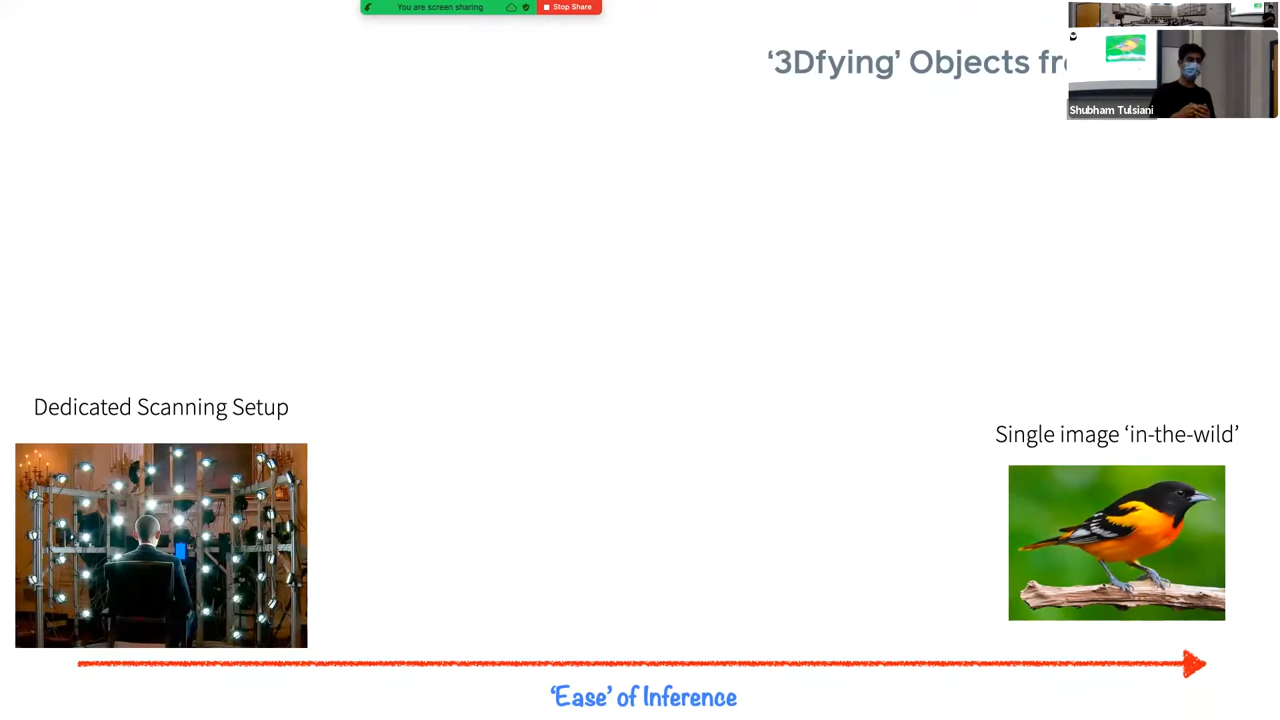 You are screen sharing
Stop Share
‘3Dfying’ Objects
Shubham Tulsiani
Dedicated Scanning Setup
Single image ‘in-the-wild’
‘Ease’ of Inference